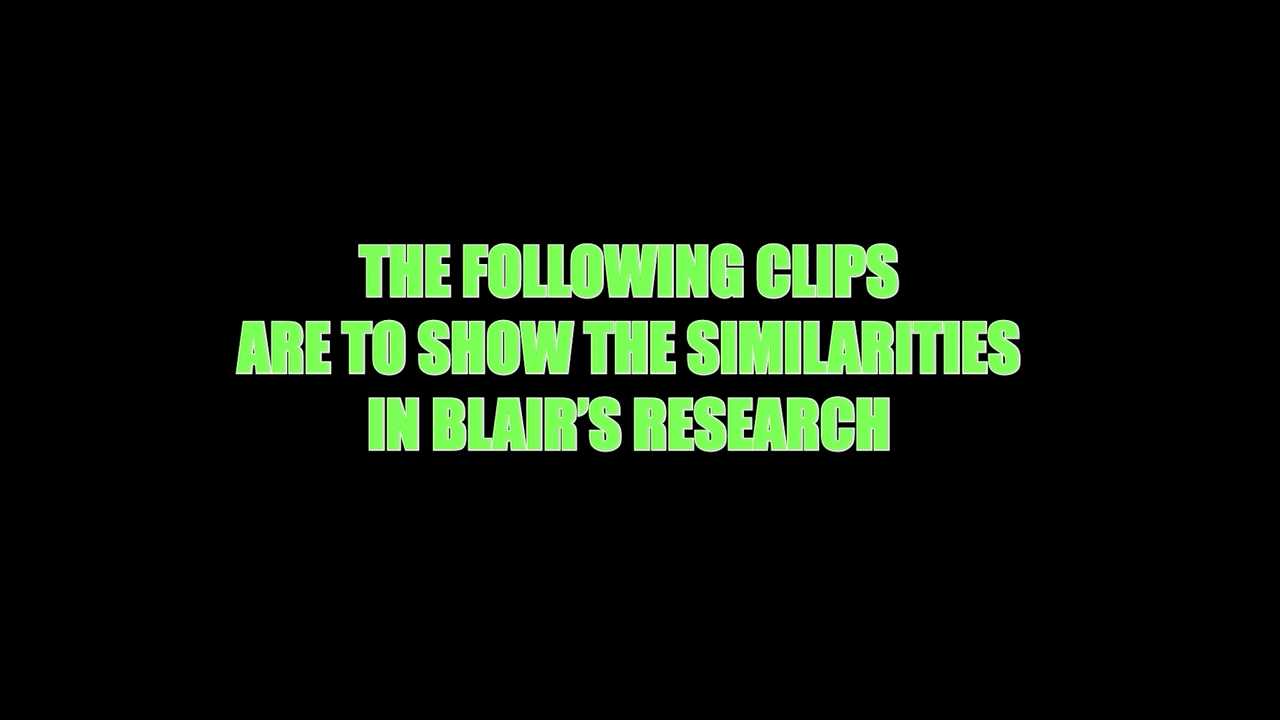 THE FOLLOWING CLIPS
ARE TO SHOW THE SIMILARITIES
IN BLAIR’S RESEARCH